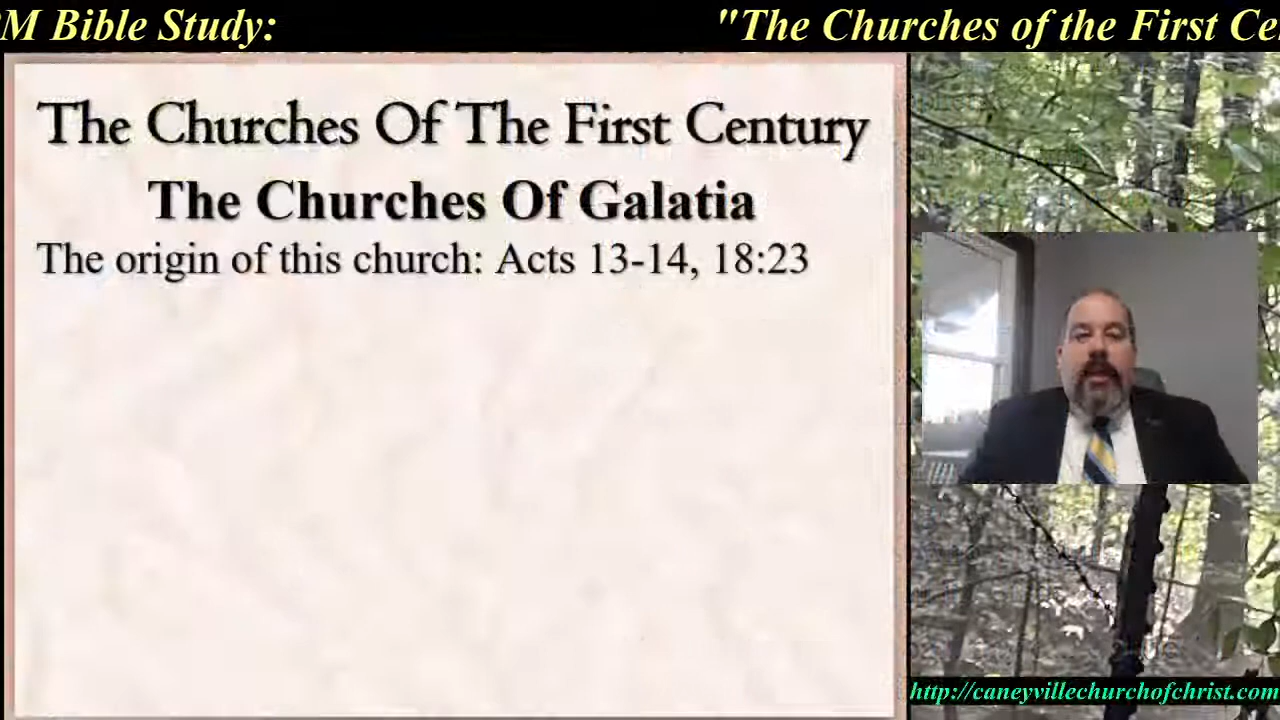 M Bible Study: "The Churches of the First Ce
The Churches Of The First Century
The Churches Of Galatia
The origin of this church: Acts 13-14, 18:23
http://caneyvillechurchofchrist.com